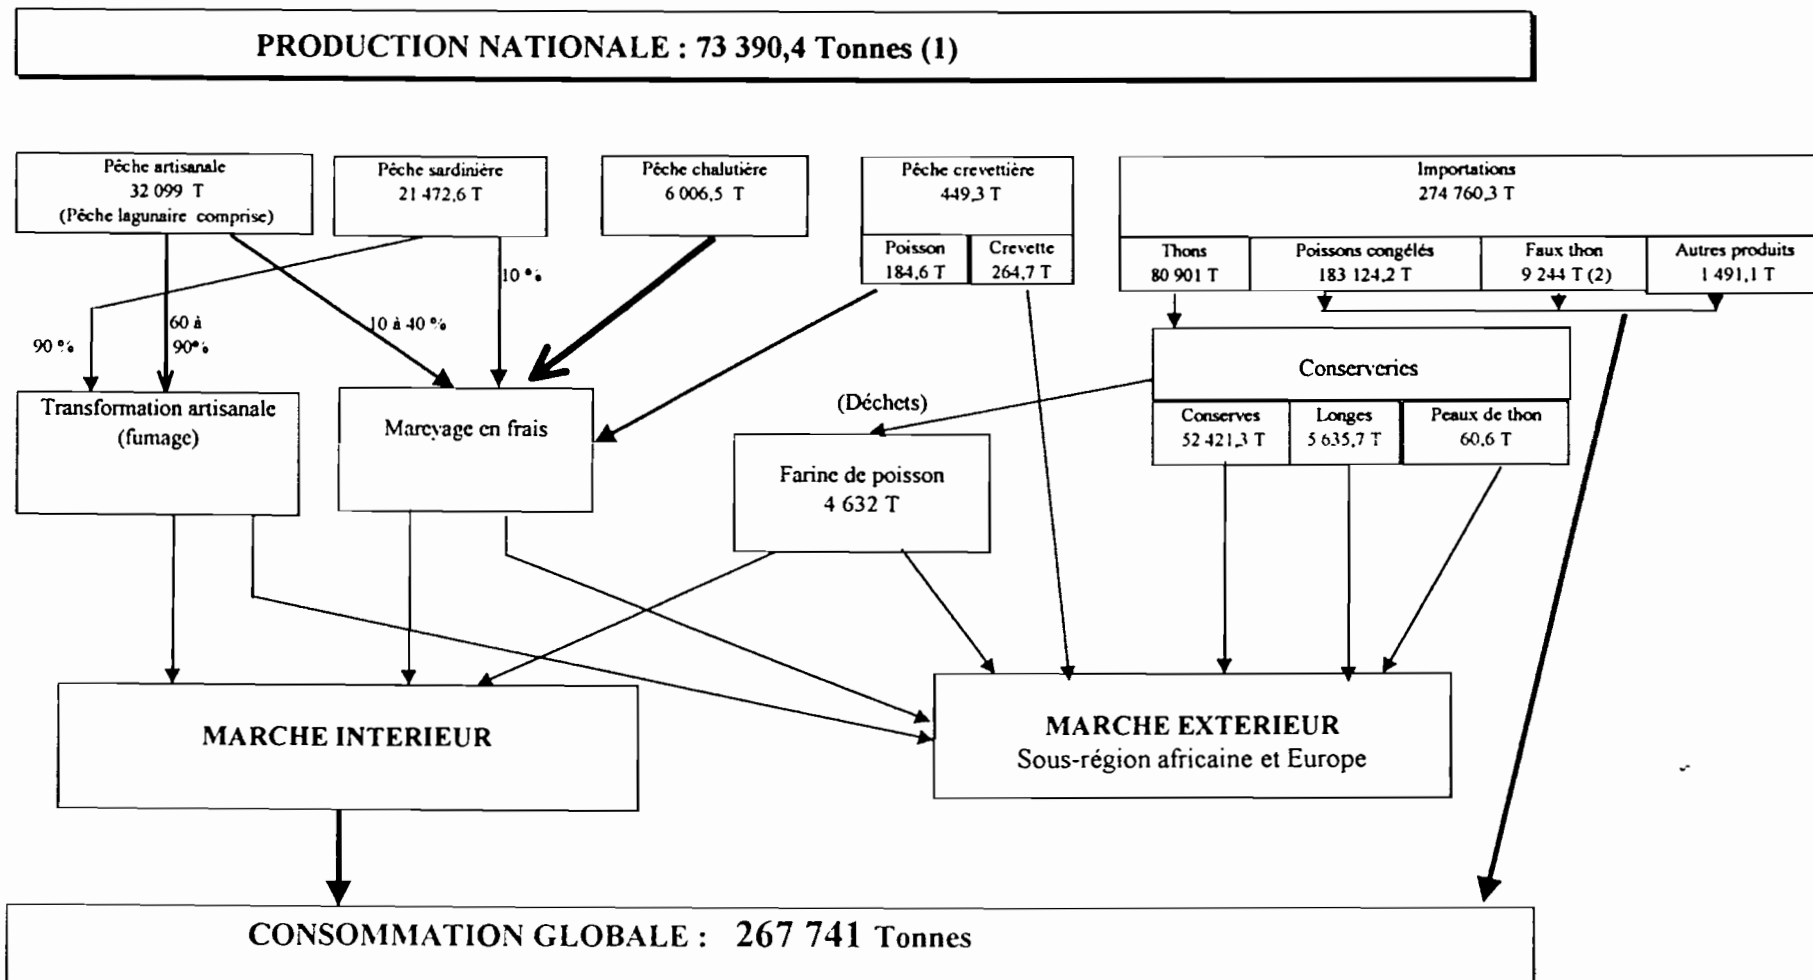 PRODUCTION NATIONALE : 73 390,4 Tonnes (1)
Pêche artisanale
32 099 T
(Pêche lagunaire comprise)
Pêche sardinière
21 472,6 T
Pêche chalutière
6 006,5 T
Pêche crevettière
449,3 T
Poisson
184,6 T
Crevette
264,7 T
Importations
274 760,3 T
Thons
80 901 T
Poissons congélés
183 124,2 T
Faux thon
9 244 T (2)
Autres produits
1 491,1 T
10 %
90 %
60 à
90%
10 à 40 %
Transformation artisanale
(fumage)
Mareyage en frais
(Déchets)
Farine de poisson
4 632 T
Conserveries
Conserves
52 421,3 T
Longes
5 635,7 T
Peaux de thon
60,6 T
MARCHE INTERIEUR
MARCHE EXTERIEUR
Sous-région africaine et Europe
CONSOMMATION GLOBALE : 267 741 Tonnes